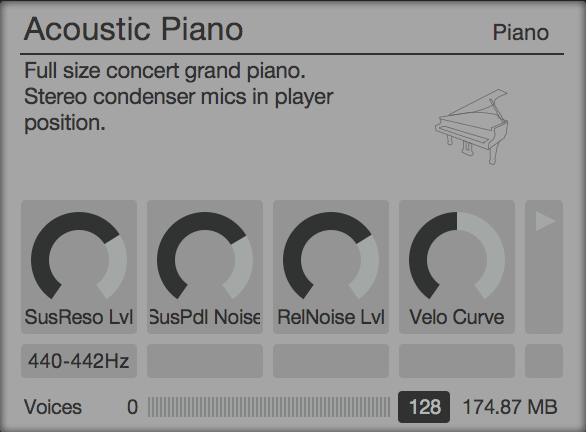 Acoustic Piano
Piano
Full size concert grand piano.
Stereo condenser mics in player
position.
SusReso Lvl
SusPdl Noise
RelNoise Lvl
Velo Curve
440-442Hz
Voices 0 128 174.87 MB